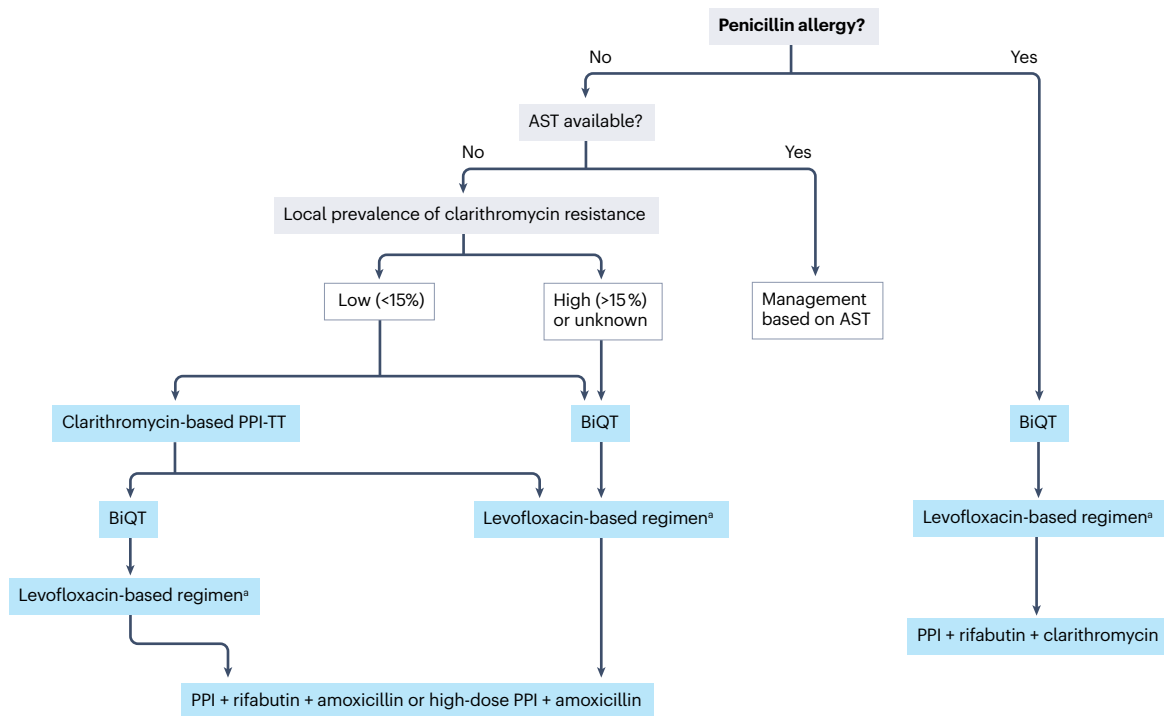 Penicillin allergy?
No
Yes
AST available?
No
Yes
Local prevalence of clarithromycin resistance
Low (<15%)
High (>15%)
or unknown
Management
based on AST
Clarithromycin-based PPI-TT
BiQT
BiQT
BiQT
Levofloxacin-based regimenᵃ
Levofloxacin-based regimenᵃ
Levofloxacin-based regimenᵃ
PPI + rifabutin + clarithromycin
PPI + rifabutin + amoxicillin or high-dose PPI + amoxicillin